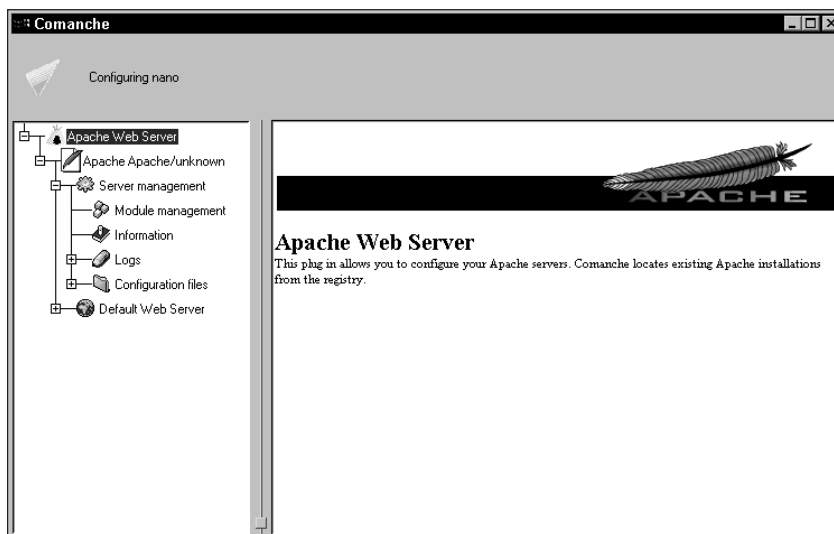 Comanche
Configuring nano
Apache Web Server
Apache Apache/unknown
Server management
Module management
Information
Logs
Configuration files
Default Web Server
APACHE
Apache Web Server
This plug in allows you to configure your Apache servers. Comanche locates existing Apache installations
from the registry.